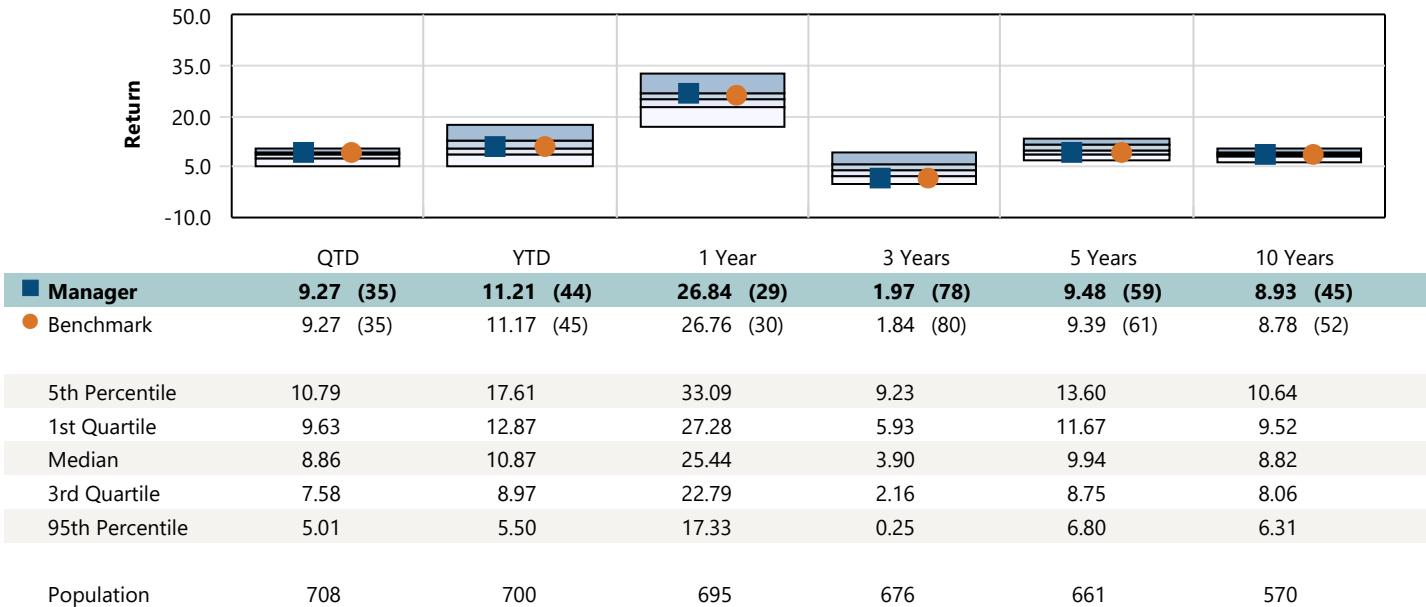 50.0
35.0
20.0
5.0
-10.0
Return
QTD YTD 1 Year 3 Years 5 Years 10 Years
Manager 9.27 (35) 11.21 (44) 26.84 (29) 1.97 (78) 9.48 (59) 8.93 (45)
Benchmark 9.27 (35) 11.17 (45) 26.76 (30) 1.84 (80) 9.39 (61) 8.78 (52)
5th Percentile 10.79 17.61 33.09 9.23 13.60 10.64
1st Quartile 9.63 12.87 27.28 5.93 11.67 9.52
Median 8.86 10.87 25.44 3.90 9.94 8.82
3rd Quartile 7.58 8.97 22.79 2.16 8.75 8.06
95th Percentile 5.01 5.50 17.33 0.25 6.80 6.31
Population 708 700 695 676 661 570